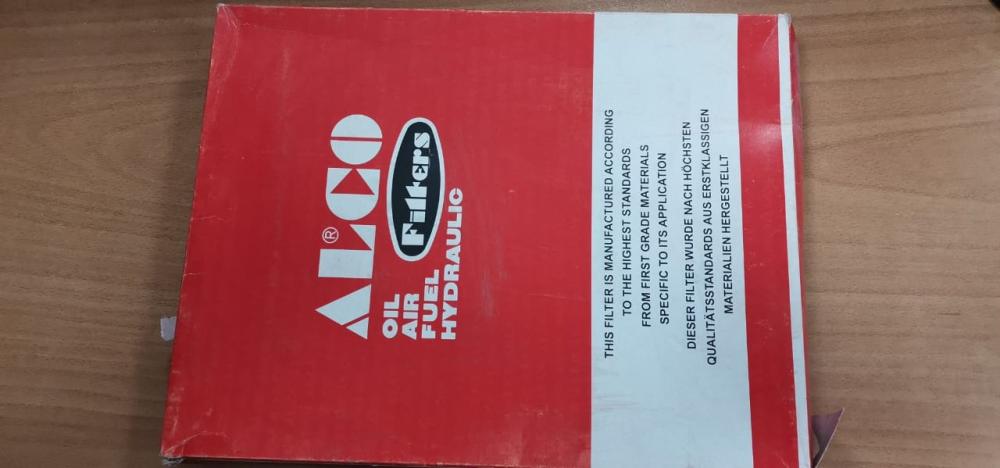 ALCO®
Filters
OIL
AIR
FUEL
HYDRAULIC
THIS FILTER IS MANUFACTURED ACCORDING
TO THE HIGHEST STANDARDS
FROM FIRST GRADE MATERIALS
SPECIFIC TO ITS APPLICATION
DIESER FILTER WURDE NACH HÖCHSTEN
QUALITÄTSSTANDARDS AUS ERSTKLASSIGEN
MATERIALIEN HERGESTELLT